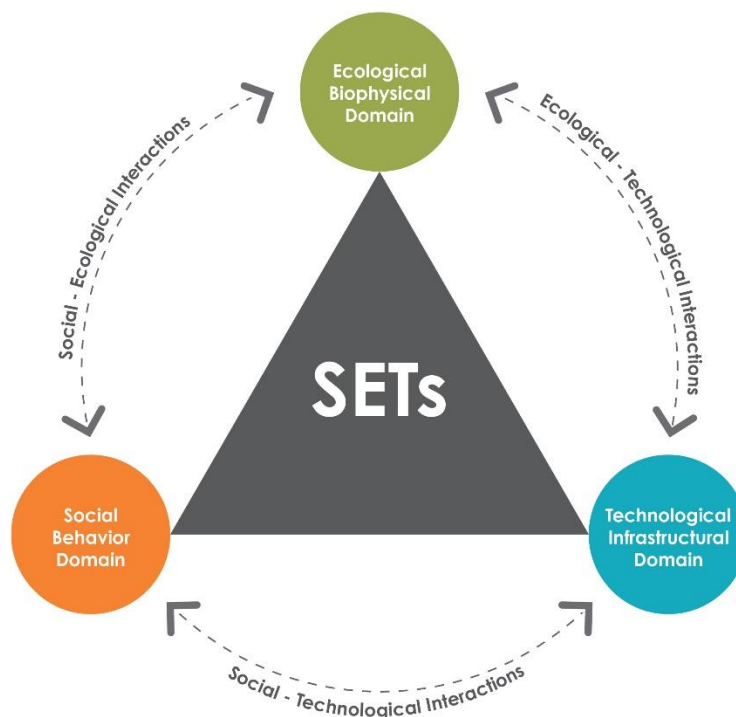 Ecological
Biophysical
Domain
Social - Ecological Interactions
Ecological - Technological Interactions
SETs
Social
Behavior
Domain
Technological
Infrastructural
Domain
Social - Technological Interactions